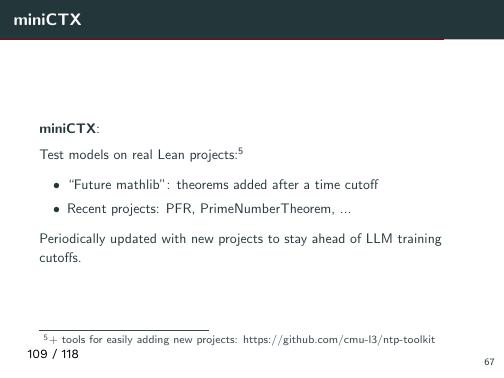 miniCTX
miniCTX:
Test models on real Lean projects:⁵
• “Future mathlib”: theorems added after a time cutoff
• Recent projects: PFR, PrimeNumberTheorem, ...
Periodically updated with new projects to stay ahead of LLM training
cutoffs.
⁵+ tools for easily adding new projects: https://github.com/cmu-l3/ntp-toolkit
109 / 118
67